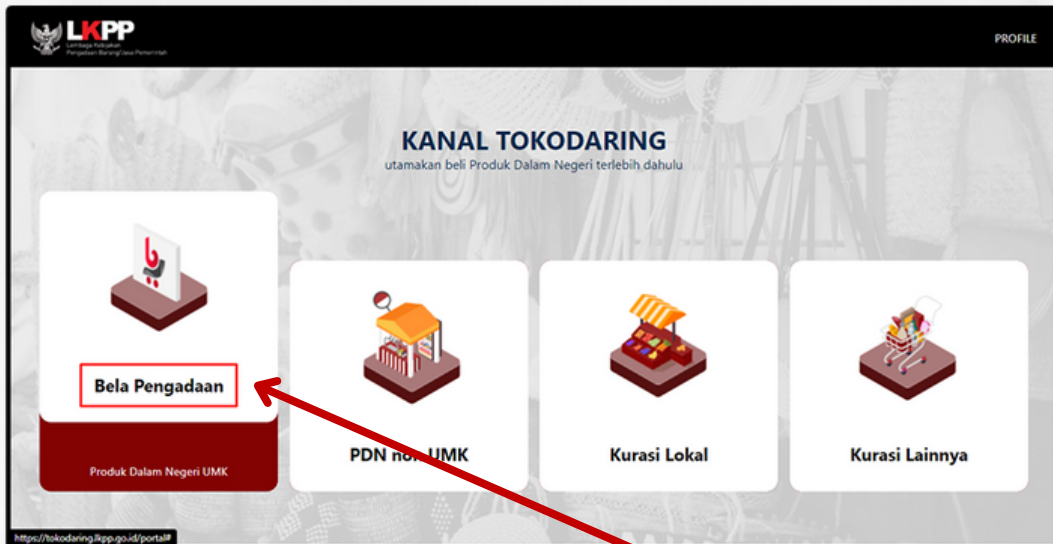 LKPP
Lembaga Kebijakan
Pengadaan Barang/Jasa Pemerintah
PROFILE
KANAL TOKODARING
utamakan beli Produk Dalam Negeri terlebih dahulu
Bela Pengadaan
Produk Dalam Negeri UMK
PDN non UMK
Kurasi Lokal
Kurasi Lainnya
https://tokodaring.lkpp.go.id/portal#